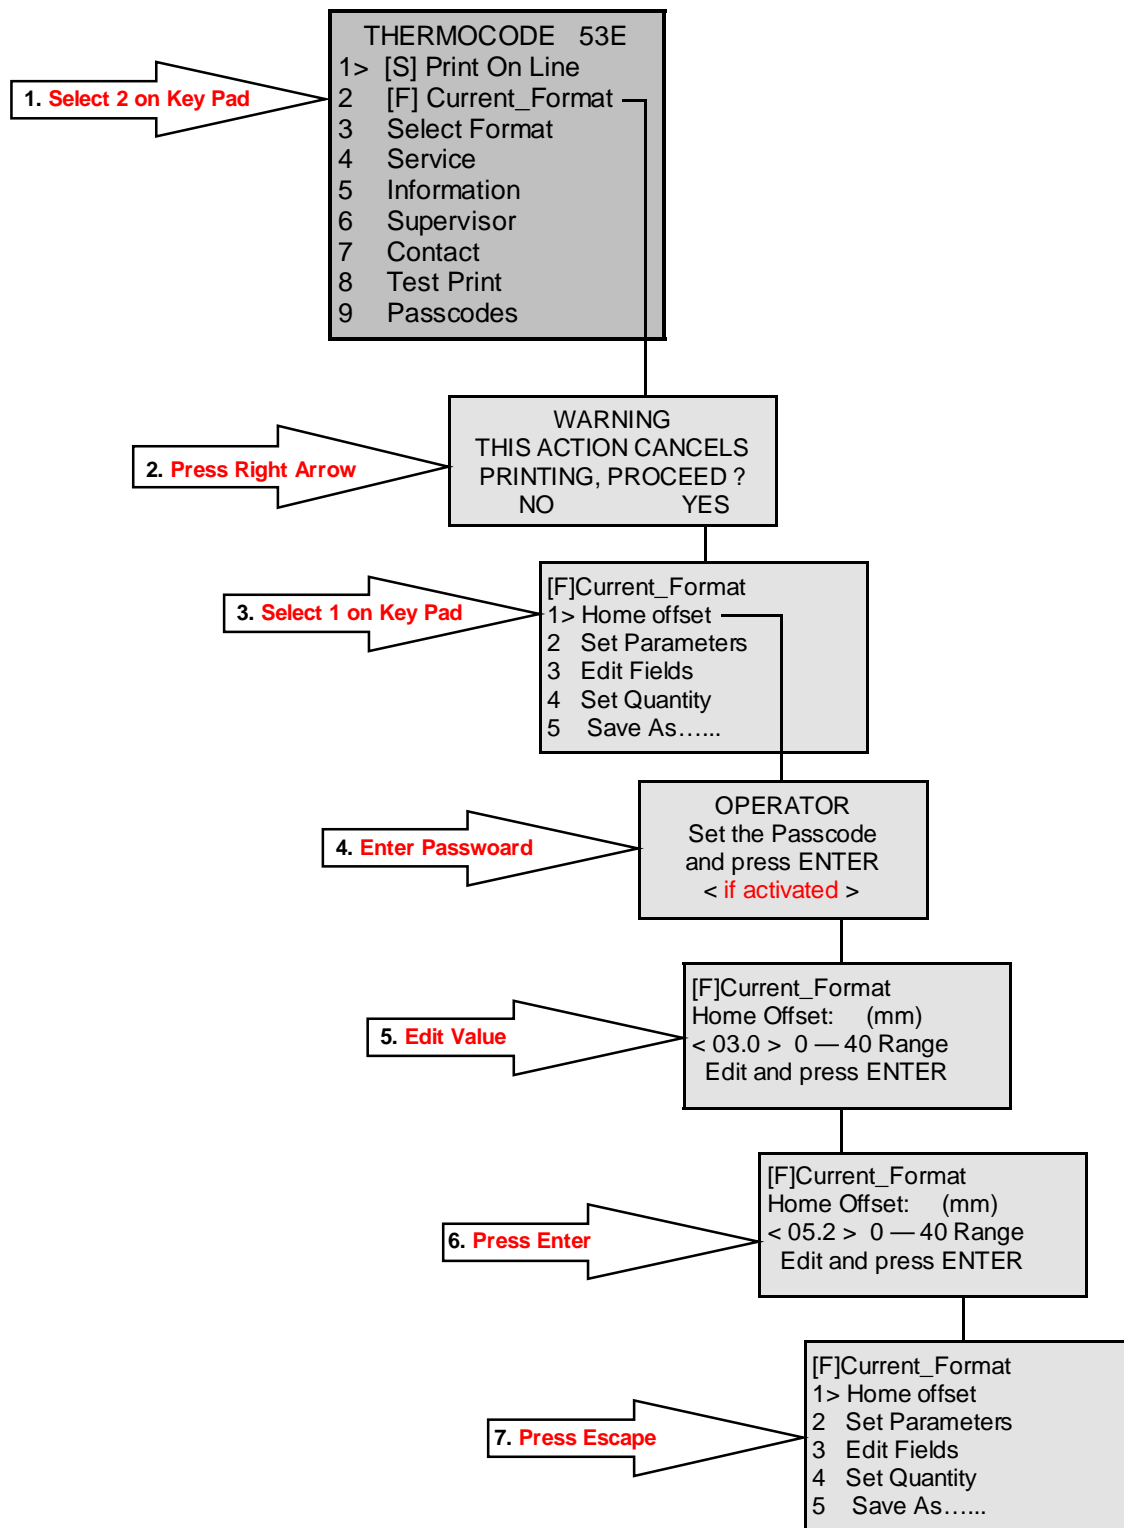 THERMOCODE 53E
1> [S] Print On Line
1. Select 2 on Key Pad
2 [F] Current_Format
3 Select Format
4 Service
5 Information
6 Supervisor
7 Contact
8 Test Print
9 Passcodes
WARNING
THIS ACTION CANCELS
PRINTING, PROCEED ?
NO YES
2. Press Right Arrow
[F]Current_Format
1> Home offset
2 Set Parameters
3 Edit Fields
4 Set Quantity
5 Save As…...
3. Select 1 on Key Pad
OPERATOR
Set the Passcode
and press ENTER
< if activated >
4. Enter Passwoard
[F]Current_Format
Home Offset: (mm)
< 03.0 > 0 — 40 Range
Edit and press ENTER
5. Edit Value
[F]Current_Format
Home Offset: (mm)
< 05.2 > 0 — 40 Range
Edit and press ENTER
6. Press Enter
[F]Current_Format
1> Home offset
2 Set Parameters
3 Edit Fields
4 Set Quantity
5 Save As…...
7. Press Escape